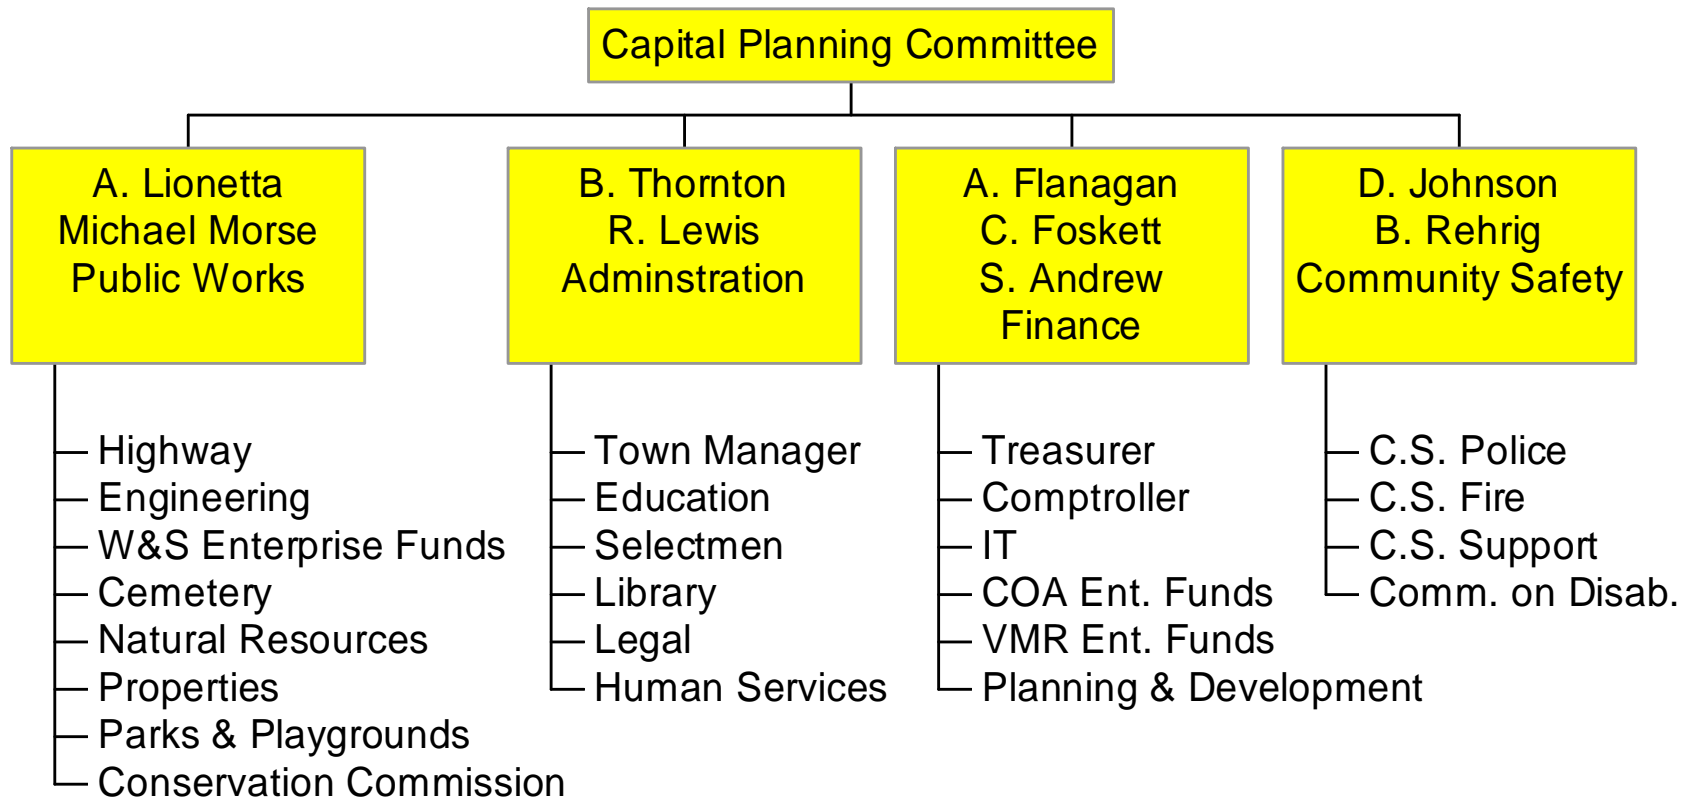 Capital Planning Committee
A. Lionetta
Michael Morse
Public Works
B. Thornton
R. Lewis
Adminstration
A. Flanagan
C. Foskett
S. Andrew
Finance
D. Johnson
B. Rehrig
Community Safety
Highway
Engineering
W&S Enterprise Funds
Cemetery
Natural Resources
Properties
Parks & Playgrounds
Conservation Commission
Town Manager
Education
Selectmen
Library
Legal
Human Services
Treasurer
Comptroller
IT
COA Ent. Funds
VMR Ent. Funds
Planning & Development
C.S. Police
C.S. Fire
C.S. Support
Comm. on Disab.